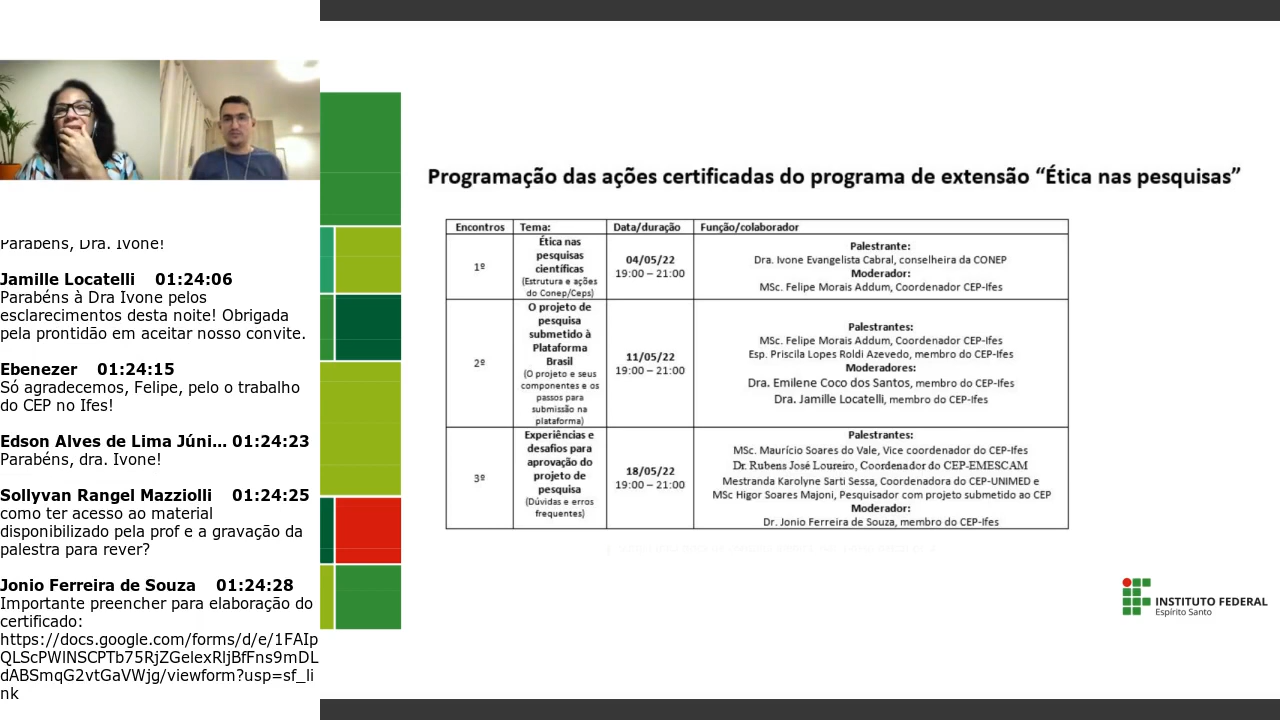 Parabéns, Dra. Ivone!
Jamille Locatelli 01:24:06
Parabéns à Dra Ivone pelos
esclarecimentos desta noite! Obrigada
pela prontidão em aceitar nosso convite.
Ebenezer 01:24:15
Só agradecemos, Felipe, pelo o trabalho
do CEP no Ifes!
Edson Alves de Lima Júni... 01:24:23
Parabéns, dra. Ivone!
Sollyvan Rangel Mazziolli 01:24:25
como ter acesso ao material
disponibilizado pela prof e a gravação da
palestra para rever?
Jonio Ferreira de Souza 01:24:28
Importante preencher para elaboração do
certificado:
https://docs.google.com/forms/d/e/1FAIp
QLScPWlNSCPTb75RjZGelexRljBfFns9mDL
dABSmqG2vtGaVWjg/viewform?usp=sf_li
nk
Programação das ações certificadas do programa de extensão “Ética nas pesquisas”
Encontros Tema: Data/duração Função/colaborador
1º
Ética nas
pesquisas
científicas
(Estrutura e ações
do Conep/Ceps)
04/05/22
19:00 – 21:00
Palestrante:
Dra. Ivone Evangelista Cabral, conselheira da CONEP
Moderador:
MSc. Felipe Morais Addum, Coordenador CEP-Ifes
2º
O projeto de
pesquisa
submetido à
Plataforma
Brasil
(O projeto e seus
componentes e os
passos para
submissão na
plataforma)
11/05/22
19:00 – 21:00
Palestrantes:
MSc. Felipe Morais Addum, Coordenador CEP-Ifes
Esp. Priscila Lopes Roldi Azevedo, membro do CEP-Ifes
Moderadores:
Dra. Emilene Coco dos Santos, membro do CEP-Ifes
Dra. Jamille Locatelli, membro do CEP-Ifes
3º
Experiências e
desafios para
aprovação do
projeto de
pesquisa
(Dúvidas e erros
frequentes)
18/05/22
19:00 – 21:00
Palestrantes:
MSc. Maurício Soares do Vale, Vice coordenador do CEP-Ifes
Dr. Rubens José Loureiro, Coordenador do CEP-EMESCAM
Mestranda Karolyne Sarti Sessa, Coordenadora do CEP-UNIMED e
MSc Higor Soares Majoni, Pesquisador com projeto submetido ao CEP
Moderador:
Dr. Jonio Ferreira de Souza, membro do CEP-Ifes
INSTITUTO FEDERAL
Espírito Santo